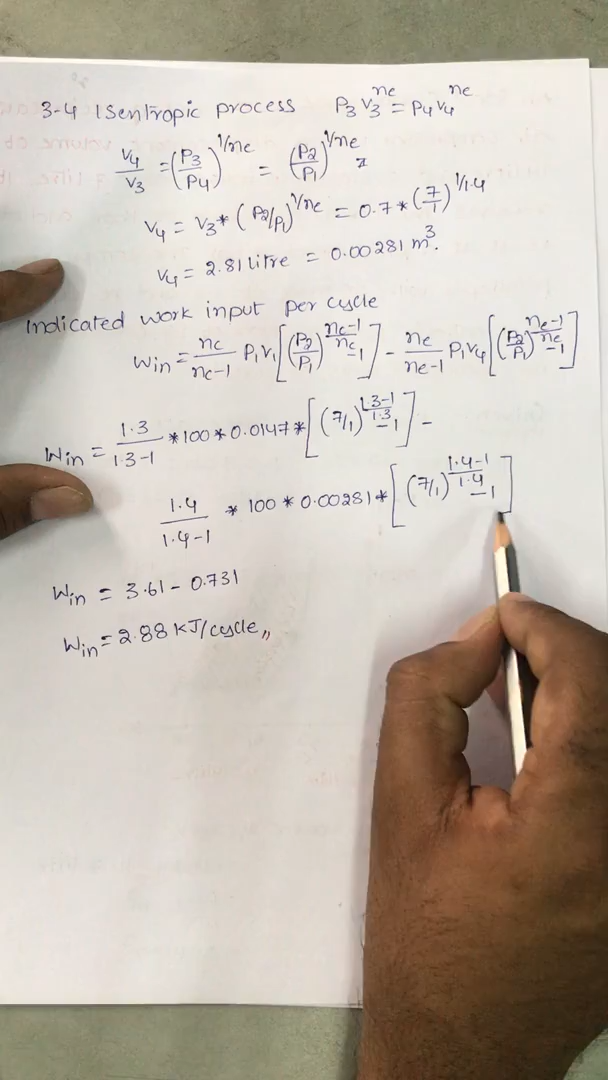 3-4 Isentropic process P₃V₃^ne = P₄V₄^ne
V₄/V₃ = (P₃/P₄)^1/ne = (P₂/P₁)^1/ne
V₄ = V₃*(P₂/P₁)^1/ne = 0.7*(7/1)^1/1.4
V₄ = 2.81 litre = 0.00281 m³.
Indicated work input per cycle
Win = nc/nc-1 P₁V₁[(P₂/P₁)^nc-1/nc -1] - ne/ne-1 P₁V₄[(P₂/P₁)^ne-1/ne -1]
Win = 1.3/1.3-1 *100*0.0147*[(7/1)^1.3-1/1.3 -1] -
1.4/1.4-1 * 100 * 0.00281*[(7/1)^1.4-1/1.4 -1]
Win = 3.61 - 0.731
Win = 2.88 KJ/cycle,,